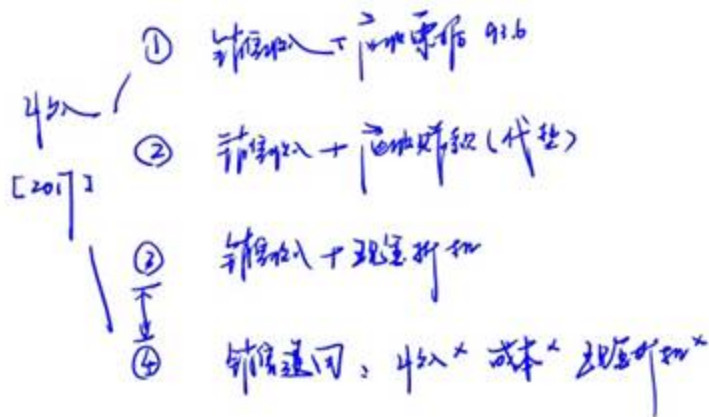 ① 销售收入 + 应收票据 93.6
收入
② 销售收入 + 应收账款(代垫)
[2017]
③ 销售收入 + 现金折扣
④ 销售退回: 收入× 成本× 现金折扣×